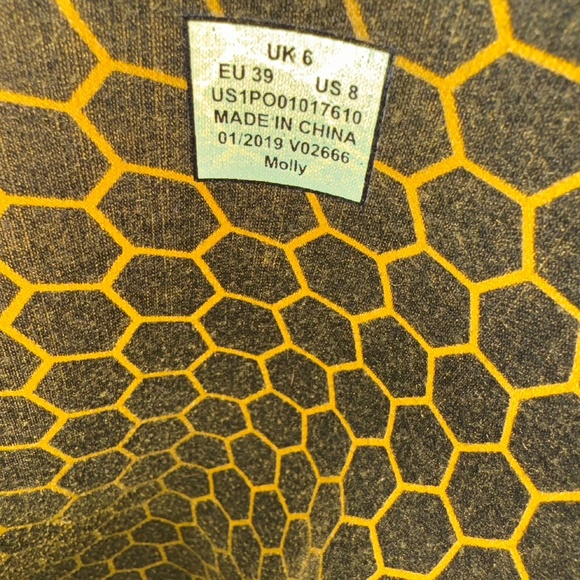 UK 6
EU 39 US 8
US1PO01017610
MADE IN CHINA
01/2019 V02666
Molly